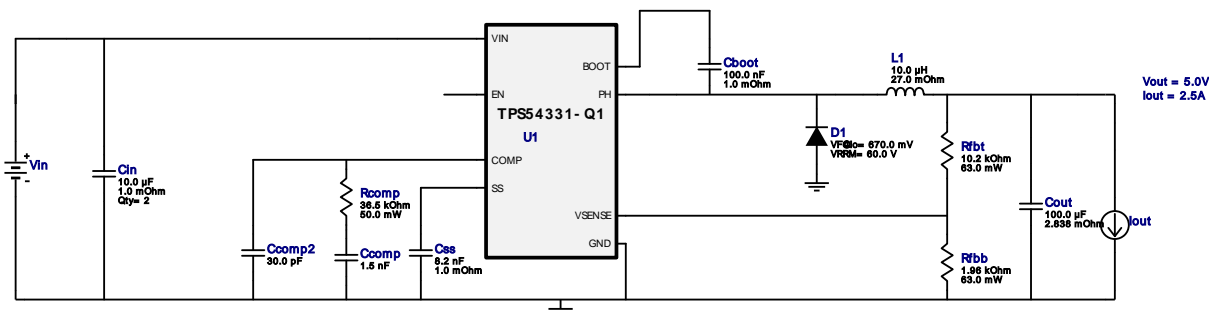 VIN
BOOT
EN
PH
TPS54331-Q1
U1
COMP
SS
VSENSE
GND
Vin
+
-
Cin
10.0 µF
1.0 mOhm
Qty= 2
Ccomp2
30.0 pF
Rcomp
36.5 kOhm
50.0 mW
Ccomp
1.5 nF
Css
8.2 nF
1.0 mOhm
Cboot
100.0 nF
1.0 mOhm
L1
10.0 µH
27.0 mOhm
D1
= 670.0 mV
VRRM= 60.0 V
Rfbt
10.2 kOhm
63.0 mW
Rfbb
1.96 kOhm
63.0 mW
Cout
100.0 µF
2.838 mOhm
Iout
Vout = 5.0V
Iout = 2.5A